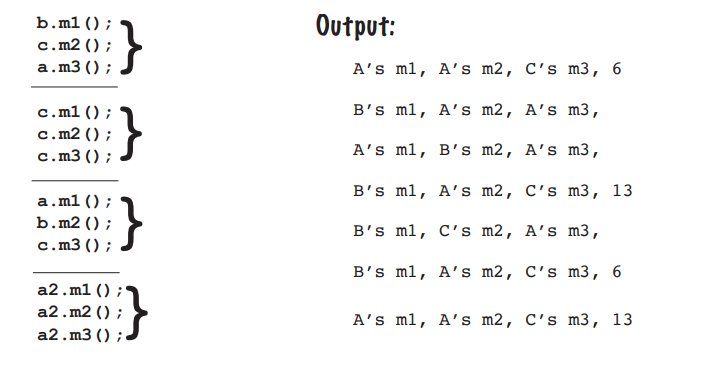 b.m1();
c.m2();
a.m3();
c.m1();
c.m2();
c.m3();
a.m1();
b.m2();
c.m3();
a2.m1();
a2.m2();
a2.m3();
Output:
A’s m1, A’s m2, C’s m3, 6
B’s m1, A’s m2, A’s m3,
A’s m1, B’s m2, A’s m3,
B’s m1, A’s m2, C’s m3, 13
B’s m1, C’s m2, A’s m3,
B’s m1, A’s m2, C’s m3, 6
A’s m1, A’s m2, C’s m3, 13